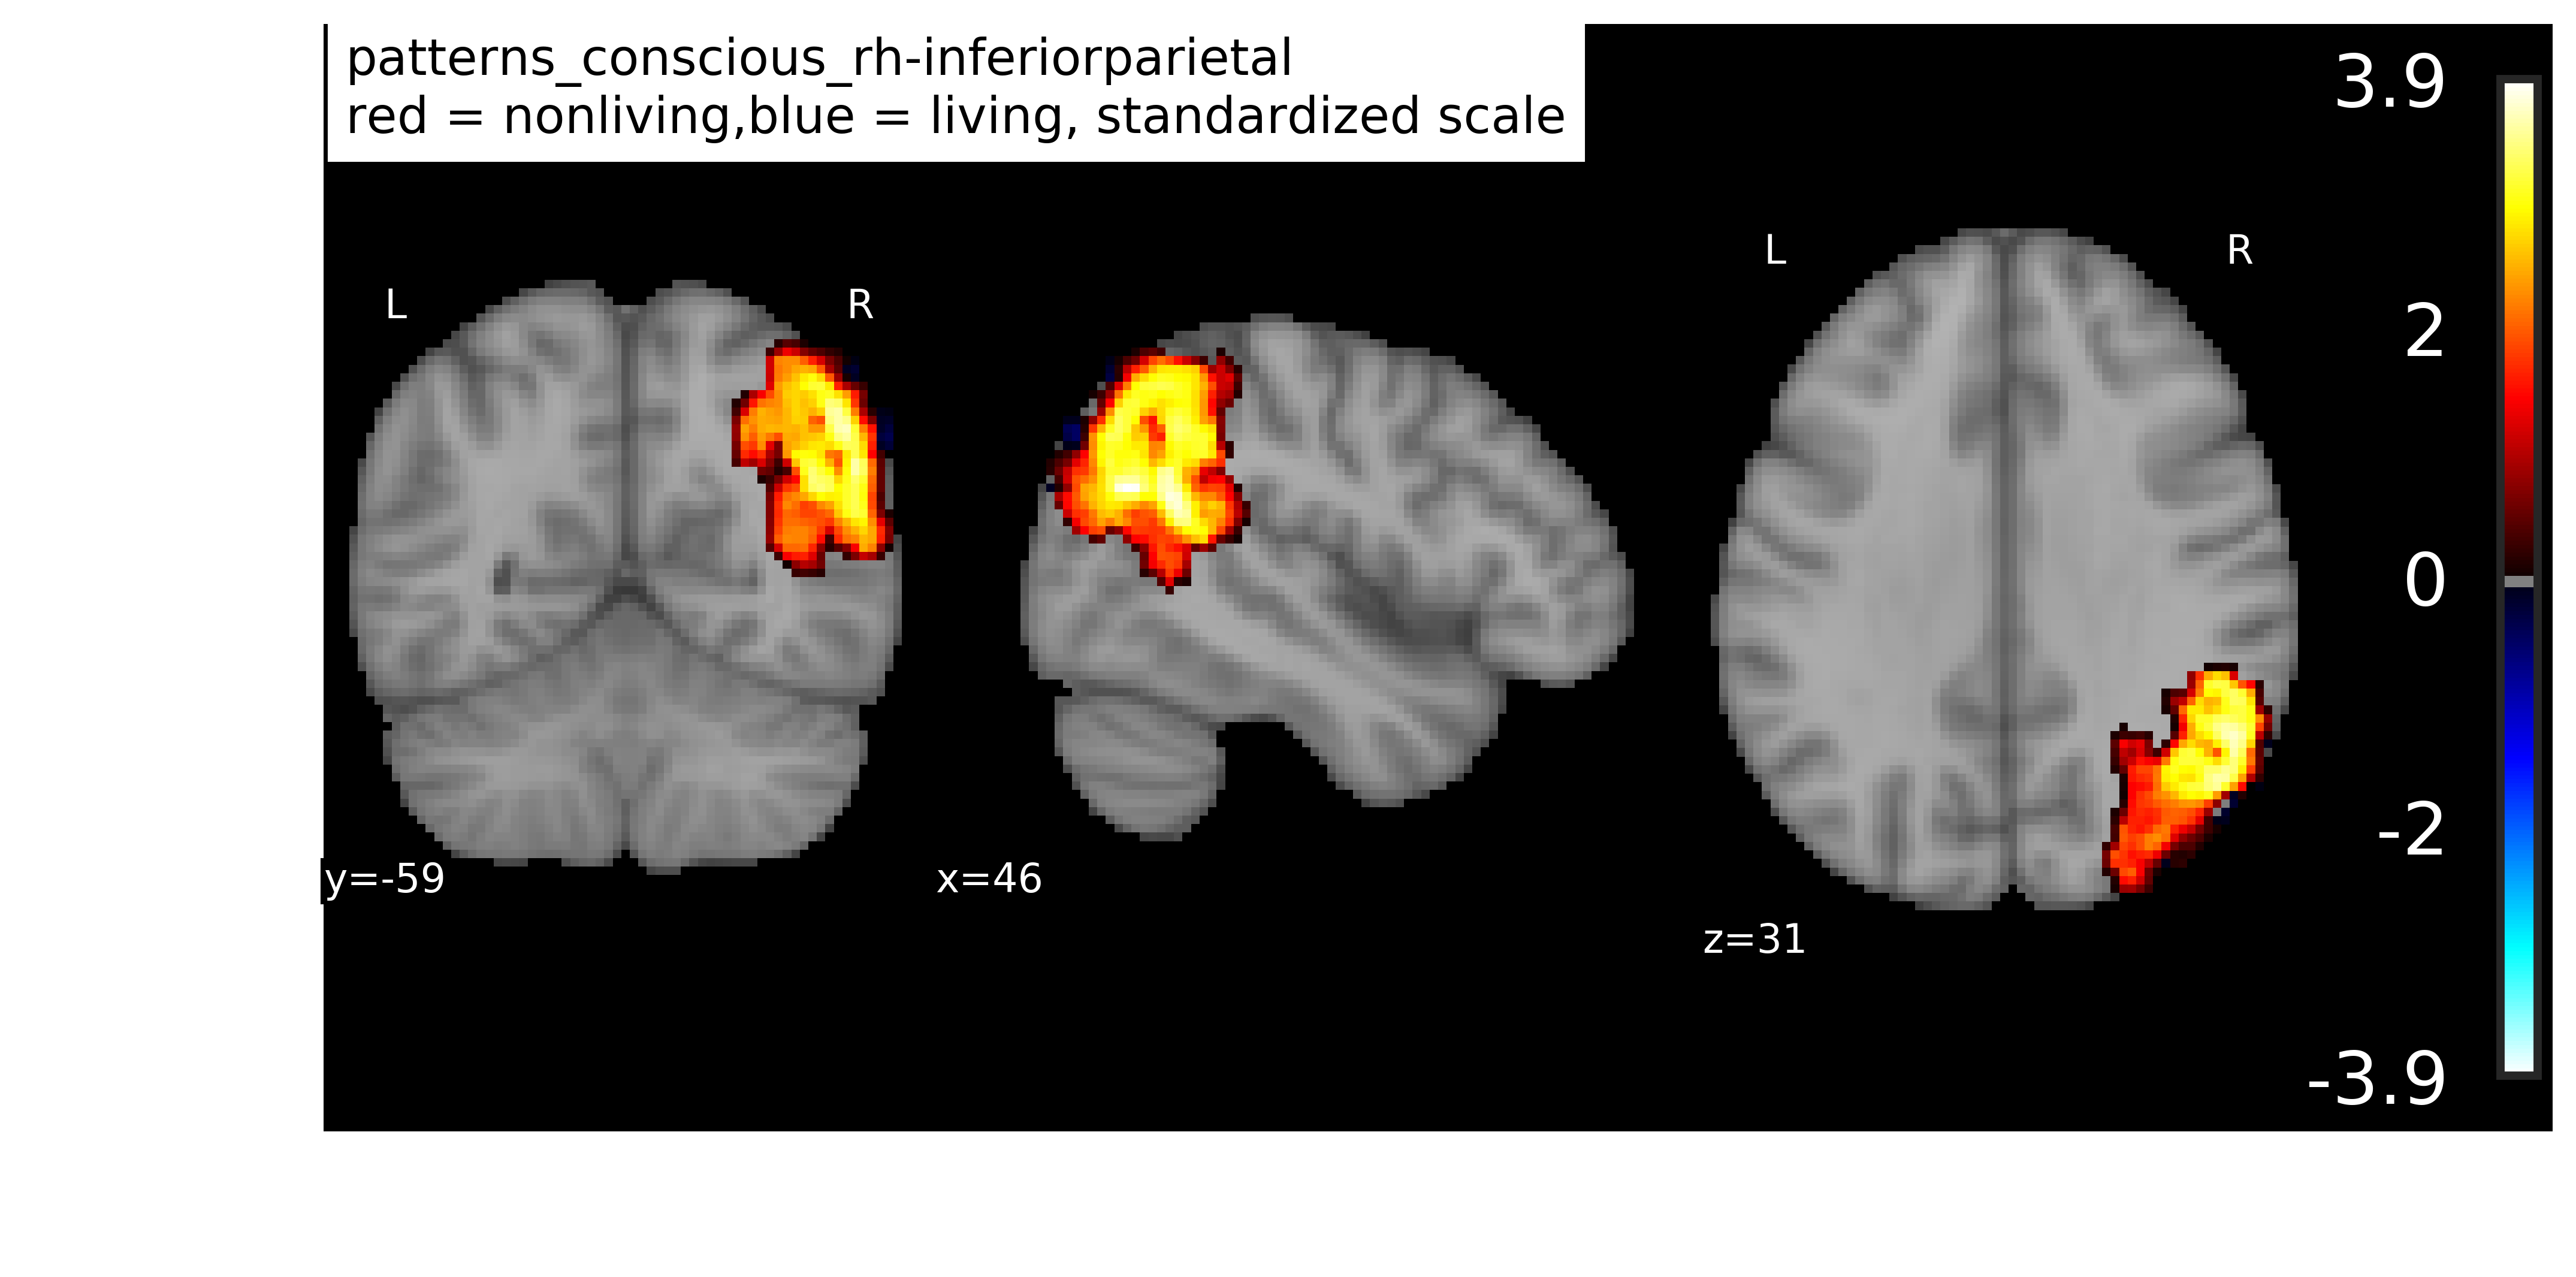 patterns_conscious_rh-inferiorparietal
red = nonliving,blue = living, standardized scale
L
R
y=-59
x=46
L
R
z=31
3.9
2
0
-2
-3.9